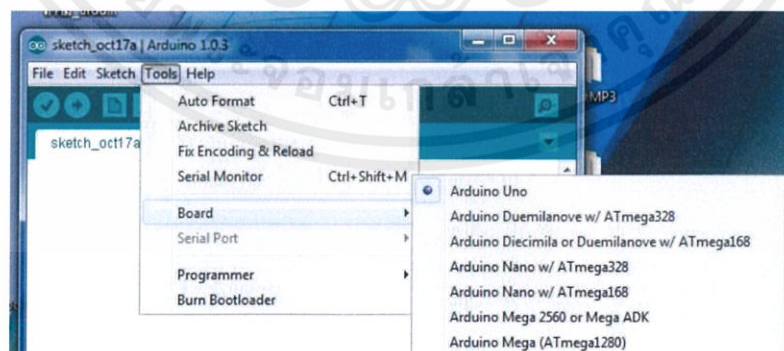 sketch_oct17a | Arduino 1.0.3
File Edit Sketch Tools Help
sketch_oct17a
Auto Format Ctrl+T
Archive Sketch
Fix Encoding & Reload
Serial Monitor Ctrl+Shift+M
Board
Serial Port
Programmer
Burn Bootloader
MP3
Arduino Uno
Arduino Duemilanove w/ ATmega328
Arduino Diecimila or Duemilanove w/ ATmega168
Arduino Nano w/ ATmega328
Arduino Nano w/ ATmega168
Arduino Mega 2560 or Mega ADK
Arduino Mega (ATmega1280)